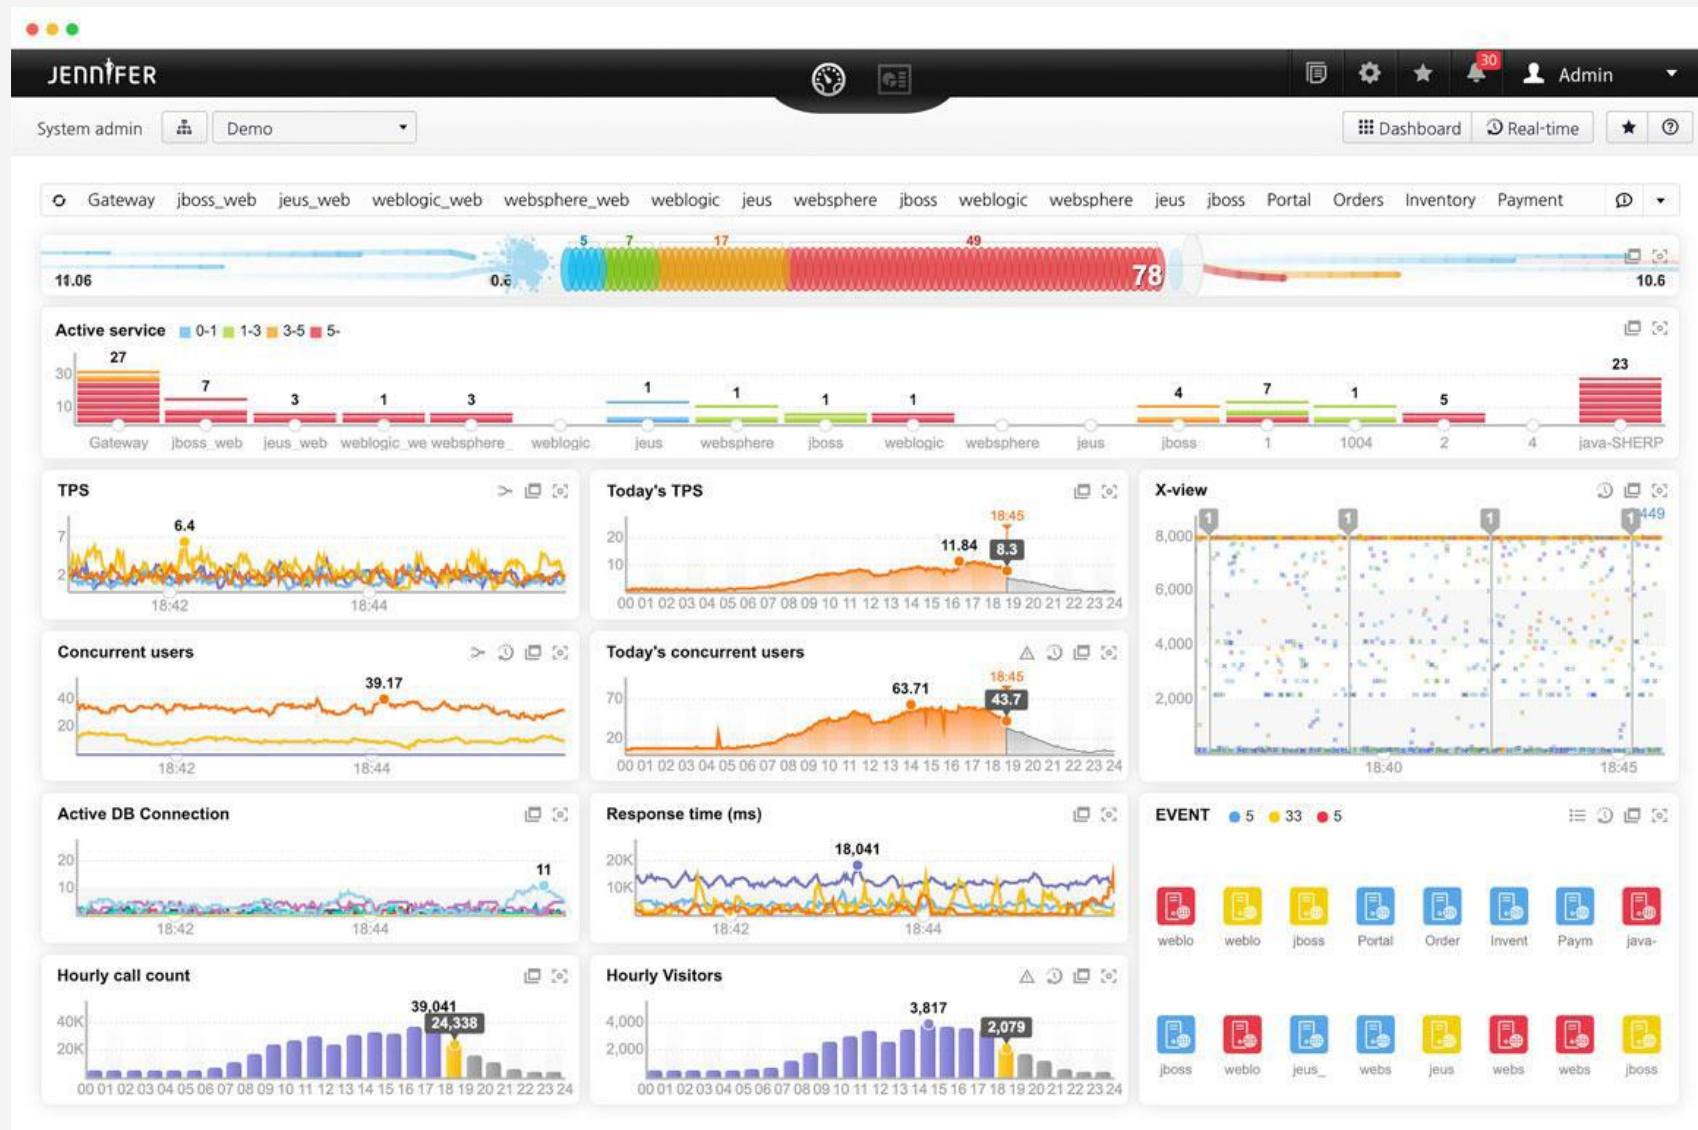 JENNIFER
30
Admin
System admin
Demo
Dashboard
Real-time
Gateway jboss_web jeus_web weblogic_web websphere_web weblogic jeus websphere jboss weblogic websphere jeus jboss Portal Orders Inventory Payment
5 7 17 49
78
11.06
10.6
Active service 0-1 1-3 3-5 5-
27 7 3 1 3 1 1 1 1 4 7 1 5 23
30
10
Gateway jboss_web jeus_web weblogic_we websphere_ weblogic jeus websphere jboss weblogic websphere jeus jboss 1 1004 2 4 java-SHERP
TPS
6.4
7
2
18:42 18:44
Today's TPS
18:45
11.84 8.3
20
10
00 01 02 03 04 05 06 07 08 09 10 11 12 13 14 15 16 17 18 19 20 21 22 23 24
X-view
449
1 1 1 1
8,000
6,000
4,000
2,000
18:40 18:45
Concurrent users
39.17
40
20
18:42 18:44
Today's concurrent users
18:45
63.71 43.7
70
20
00 01 02 03 04 05 06 07 08 09 10 11 12 13 14 15 16 17 18 19 20 21 22 23 24
Active DB Connection
11
20
10
18:42 18:44
Response time (ms)
18,041
20K
10K
18:42 18:44
EVENT 5 33 5
weblo weblo jboss Portal Order Invent Paym java-
jboss weblo jeus_ webs jeus webs webs jboss
Hourly call count
39,041
24,338
40K
20K
00 01 02 03 04 05 06 07 08 09 10 11 12 13 14 15 16 17 18 19 20 21 22 23 24
Hourly Visitors
3,817
2,079
4,000
2,000
00 01 02 03 04 05 06 07 08 09 10 11 12 13 14 15 16 17 18 19 20 21 22 23 24